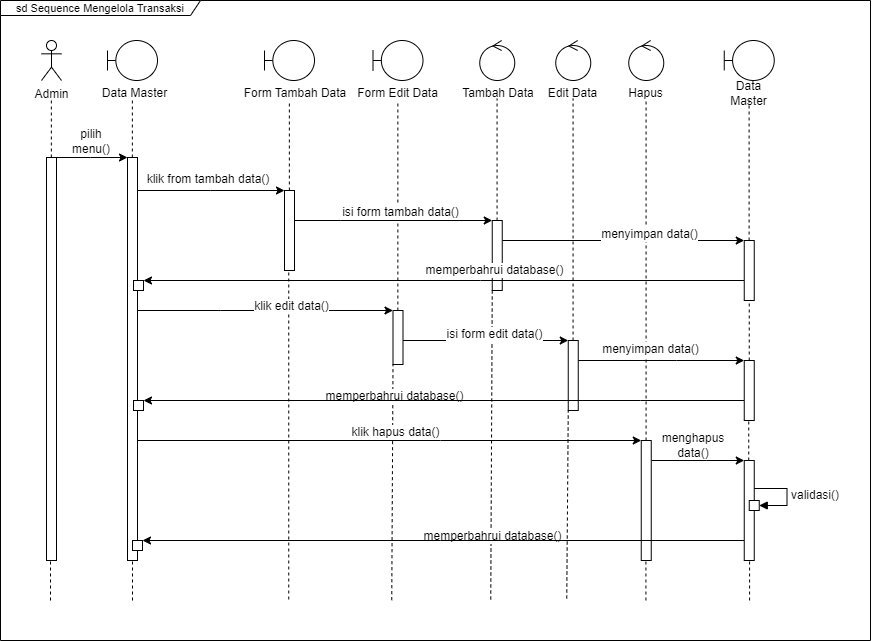 sd Sequence Mengelola Transaksi
Admin
Data Master
Form Tambah Data
Form Edit Data
Tambah Data
Edit Data
Hapus
Data
Master
pilih
menu()
klik from tambah data()
isi form tambah data()
menyimpan data()
memperbahrui database()
klik edit data()
isi form edit data()
menyimpan data()
memperbahrui database()
klik hapus data()
menghapus
data()
validasi()
memperbahrui database()